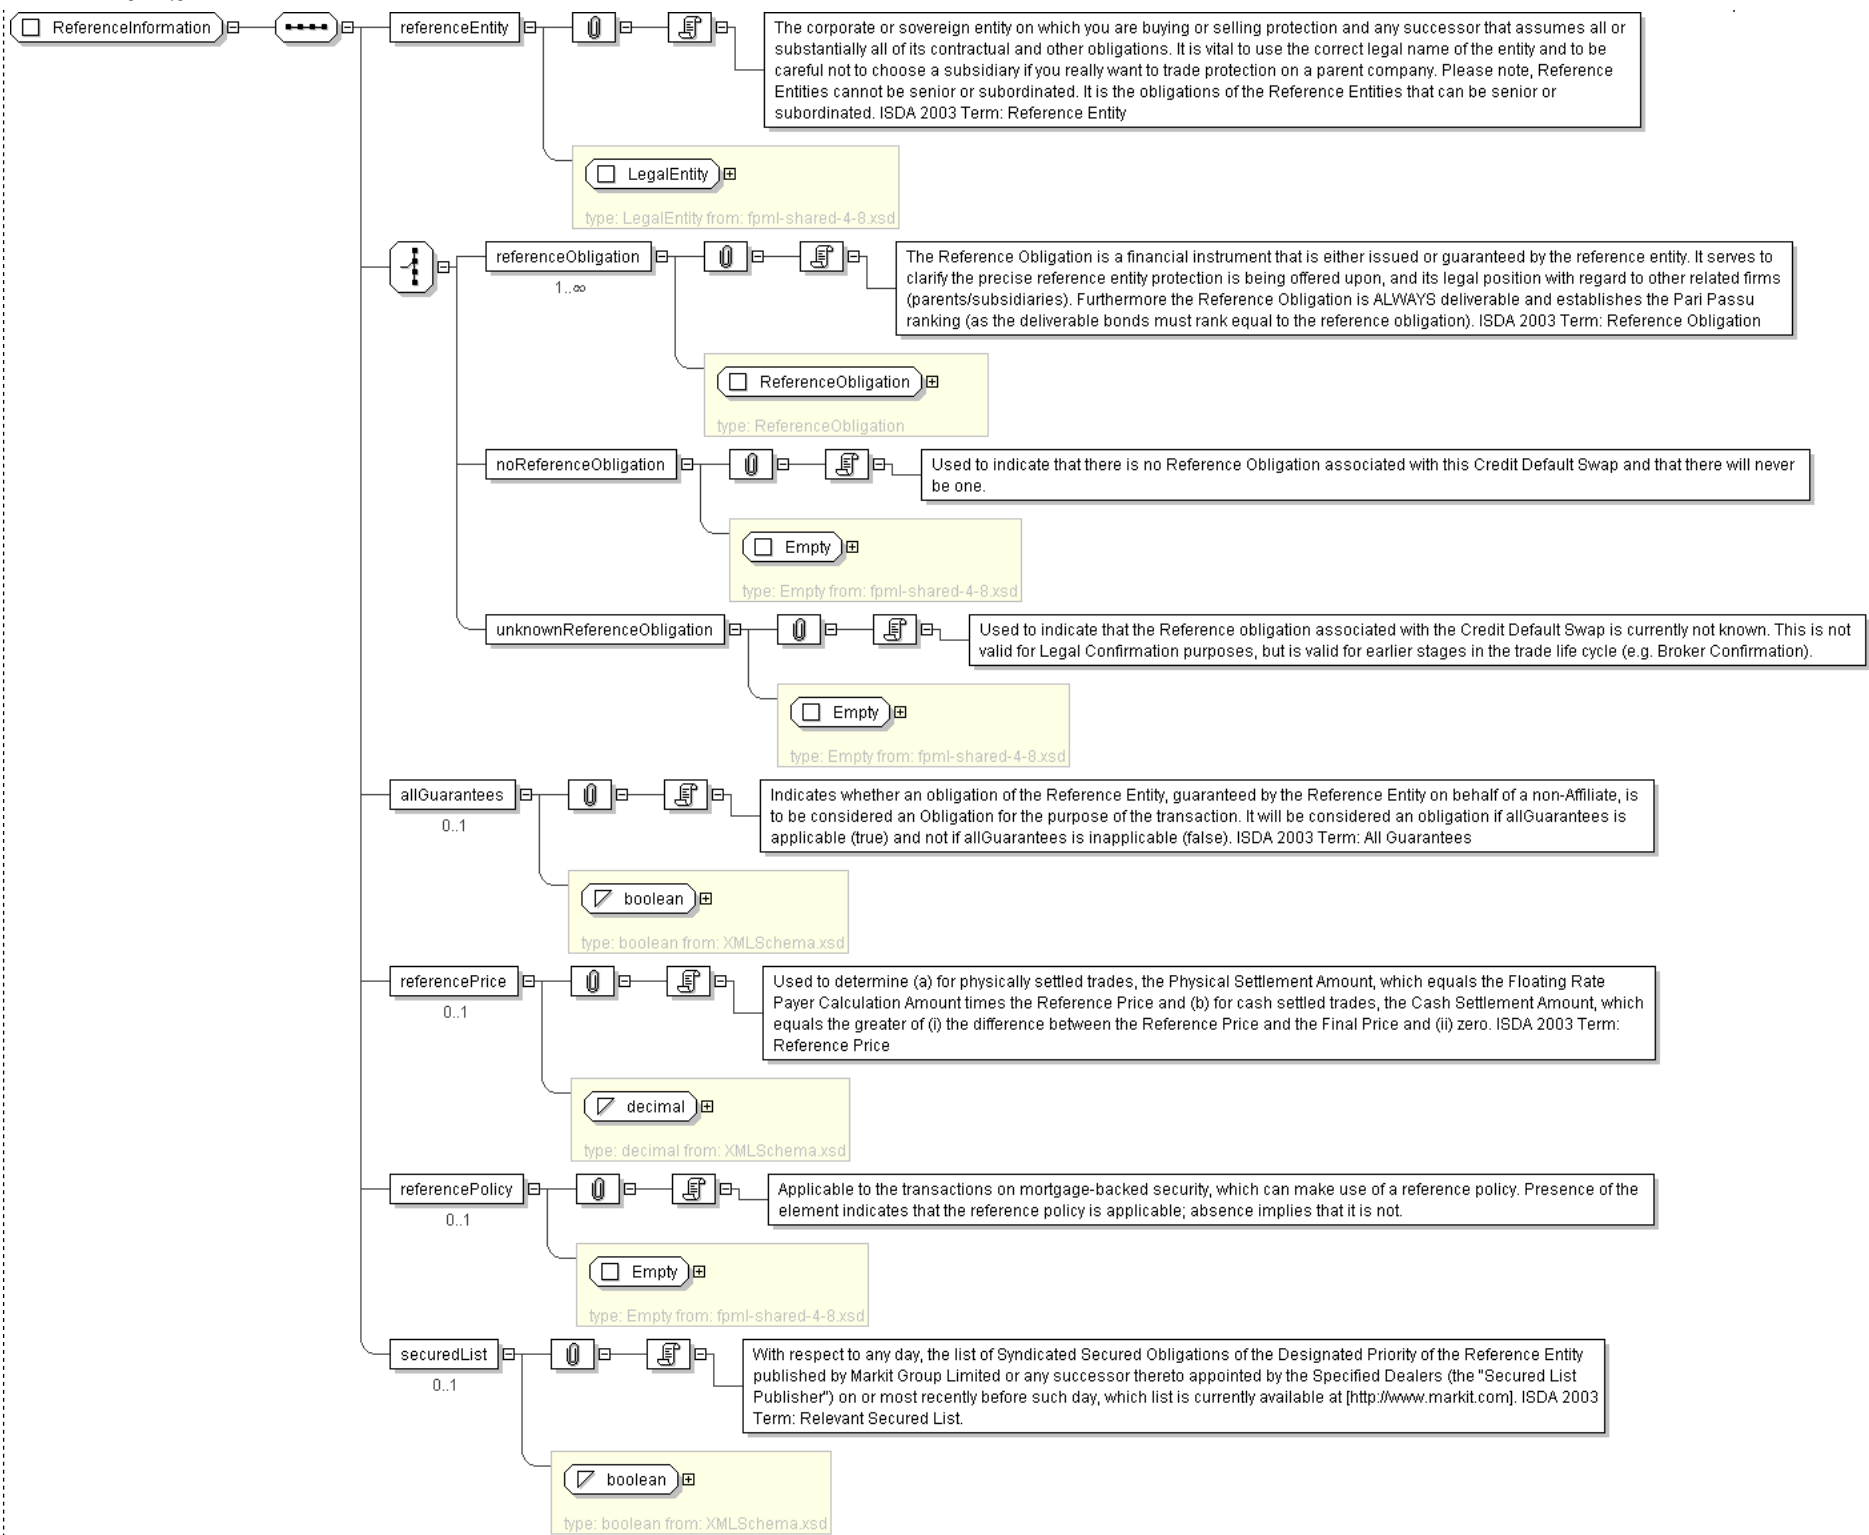 ReferenceInformation
referenceEntity
The corporate or sovereign entity on which you are buying or selling protection and any successor that assumes all or
substantially all of its contractual and other obligations. It is vital to use the correct legal name of the entity and to be
careful not to choose a subsidiary if you really want to trade protection on a parent company. Please note, Reference
Entities cannot be senior or subordinated. It is the obligations of the Reference Entities that can be senior or
subordinated. ISDA 2003 Term: Reference Entity
LegalEntity
type: LegalEntity from: fpml-shared-4-8.xsd
referenceObligation
1..∞
The Reference Obligation is a financial instrument that is either issued or guaranteed by the reference entity. It serves to
clarify the precise reference entity protection is being offered upon, and its legal position with regard to other related firms
(parents/subsidiaries). Furthermore the Reference Obligation is ALWAYS deliverable and establishes the Pari Passu
ranking (as the deliverable bonds must rank equal to the reference obligation). ISDA 2003 Term: Reference Obligation
ReferenceObligation
type: ReferenceObligation
noReferenceObligation
Used to indicate that there is no Reference Obligation associated with this Credit Default Swap and that there will never
be one.
Empty
type: Empty from: fpml-shared-4-8.xsd
unknownReferenceObligation
Used to indicate that the Reference obligation associated with the Credit Default Swap is currently not known. This is not
valid for Legal Confirmation purposes, but is valid for earlier stages in the trade life cycle (e.g. Broker Confirmation).
Empty
type: Empty from: fpml-shared-4-8.xsd
allGuarantees
0..1
Indicates whether an obligation of the Reference Entity, guaranteed by the Reference Entity on behalf of a non-Affiliate, is
to be considered an Obligation for the purpose of the transaction. It will be considered an obligation if allGuarantees is
applicable (true) and not if allGuarantees is inapplicable (false). ISDA 2003 Term: All Guarantees
boolean
type: boolean from: XMLSchema.xsd
referencePrice
0..1
Used to determine (a) for physically settled trades, the Physical Settlement Amount, which equals the Floating Rate
Payer Calculation Amount times the Reference Price and (b) for cash settled trades, the Cash Settlement Amount, which
equals the greater of (i) the difference between the Reference Price and the Final Price and (ii) zero. ISDA 2003 Term:
Reference Price
decimal
type: decimal from: XMLSchema.xsd
referencePolicy
0..1
Applicable to the transactions on mortgage-backed security, which can make use of a reference policy. Presence of the
element indicates that the reference policy is applicable; absence implies that it is not.
Empty
type: Empty from: fpml-shared-4-8.xsd
securedList
0..1
With respect to any day, the list of Syndicated Secured Obligations of the Designated Priority of the Reference Entity
published by Markit Group Limited or any successor thereto appointed by the Specified Dealers (the "Secured List
Publisher") on or most recently before such day, which list is currently available at [http://www.markit.com]. ISDA 2003
Term: Relevant Secured List.
boolean
type: boolean from: XMLSchema.xsd